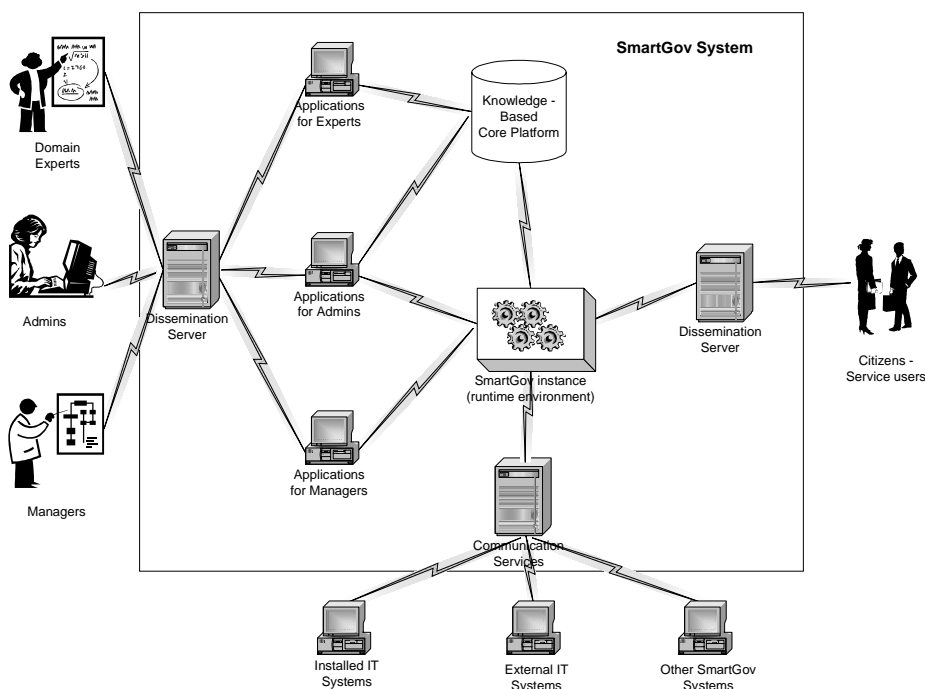 SmartGov System
Domain
Experts
Admins
Managers
Dissemination
Server
Applications
for Experts
Applications
for Admins
Applications
for Managers
Knowledge -
Based
Core Platform
SmartGov instance
(runtime environment)
Communication
Services
Dissemination
Server
Citizens -
Service users
Installed IT
Systems
External IT
Systems
Other SmartGov
Systems